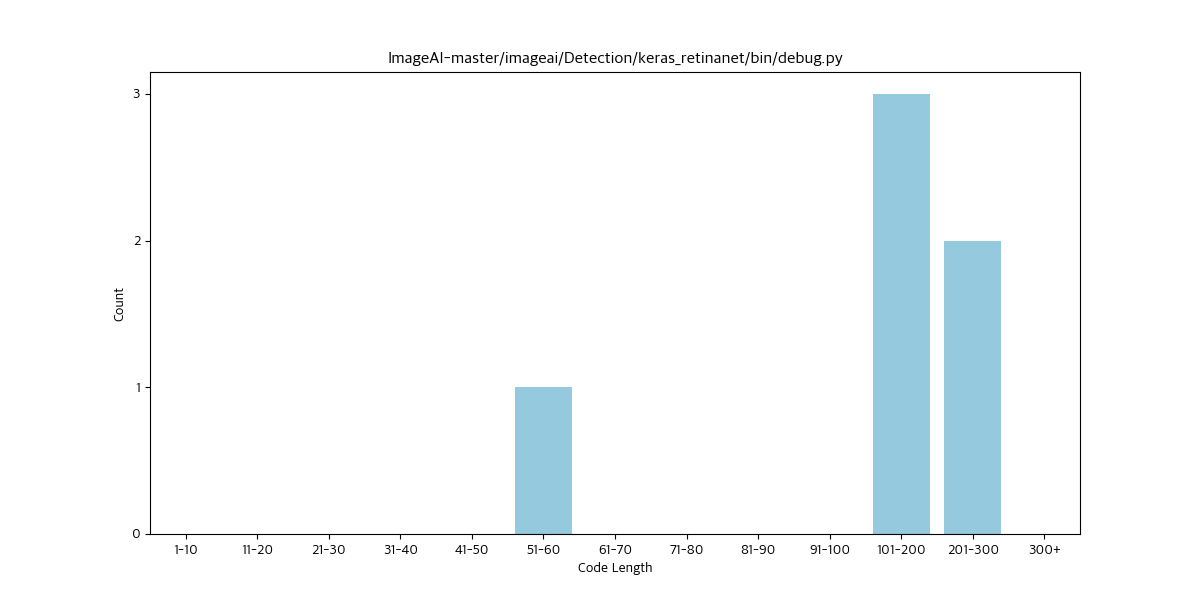 ImageAI-master/imageai/Detection/keras_retinanet/bin/debug.py
3
2
1
0
Count
1-10 11-20 21-30 31-40 41-50 51-60 61-70 71-80 81-90 91-100 101-200 201-300 300+
Code Length